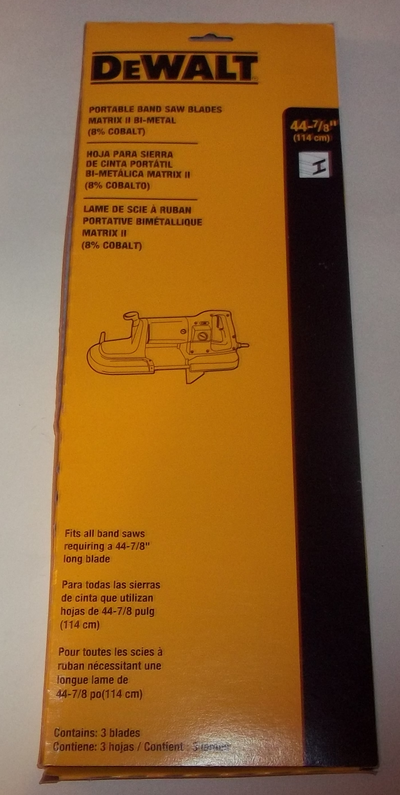 DEWALT
PORTABLE BAND SAW BLADES
MATRIX II BI-METAL
(8% COBALT)
HOJA PARA SIERRA
DE CINTA PORTÁTIL
BI-METÁLICA MATRIX II
(8% COBALTO)
LAME DE SCIE À RUBAN
PORTATIVE BIMÉTALLIQUE
MATRIX II
(8% COBALT)
44-7/8"
(114 cm)
H
Fits all band saws
requiring a 44-7/8"
long blade
Para todas las sierras
de cinta que utilizan
hojas de 44-7/8 pulg
(114 cm)
Pour toutes les scies à
ruban nécessitant une
longue lame de
44-7/8 po(114 cm)
Contains: 3 blades
Contiene: 3 hojas / Contient : 3 lames